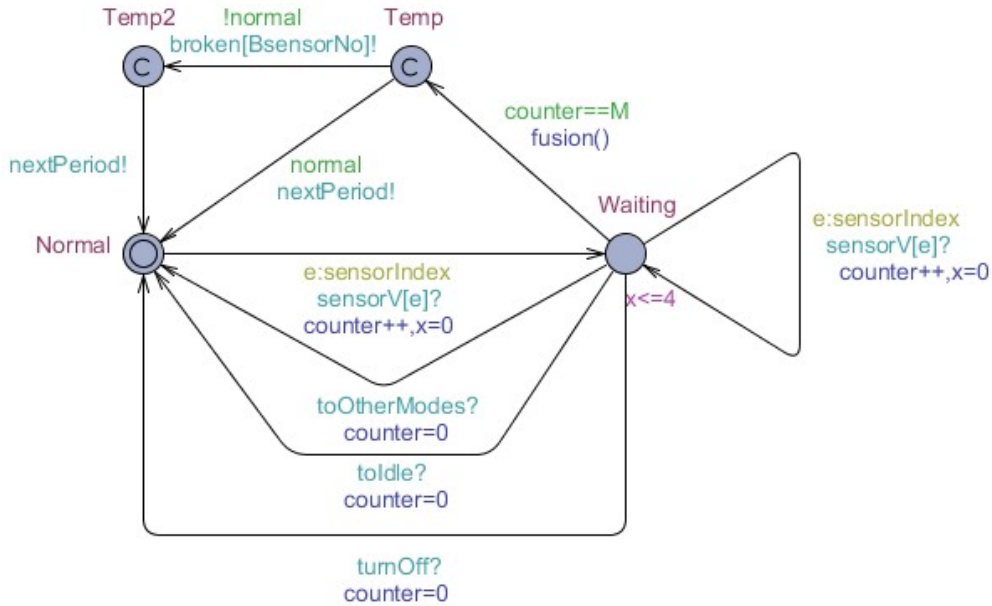 Temp2
!normal
Temp
broken[BsensorNo]!
C
C
counter==M
fusion()
nextPeriod!
normal
nextPeriod!
Waiting
Normal
e:sensorIndex
sensorV[e]?
counter++,x=0
e:sensorIndex
sensorV[e]?
counter++,x=0
x<=4
toOtherModes?
counter=0
toIdle?
counter=0
turnOff?
counter=0